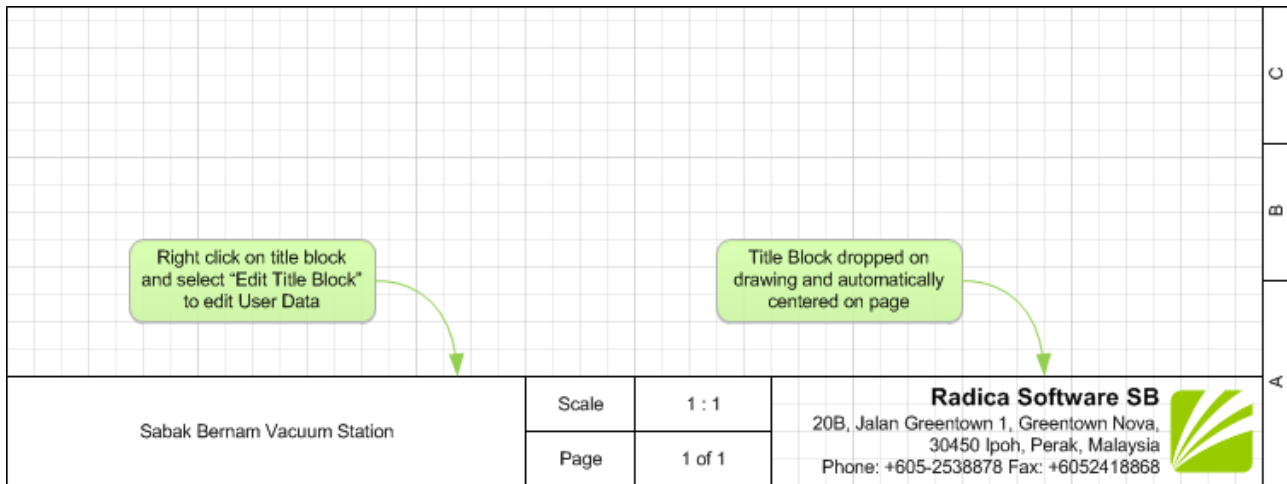 C
B
Right click on title block
and select “Edit Title Block”
to edit User Data
Title Block dropped on
drawing and automatically
centered on page
A
Sabak Bernam Vacuum Station
Scale
1 : 1
Page
1 of 1
Radica Software SB
20B, Jalan Greentown 1, Greentown Nova,
30450 Ipoh, Perak, Malaysia
Phone: +605-2538878 Fax: +6052418868